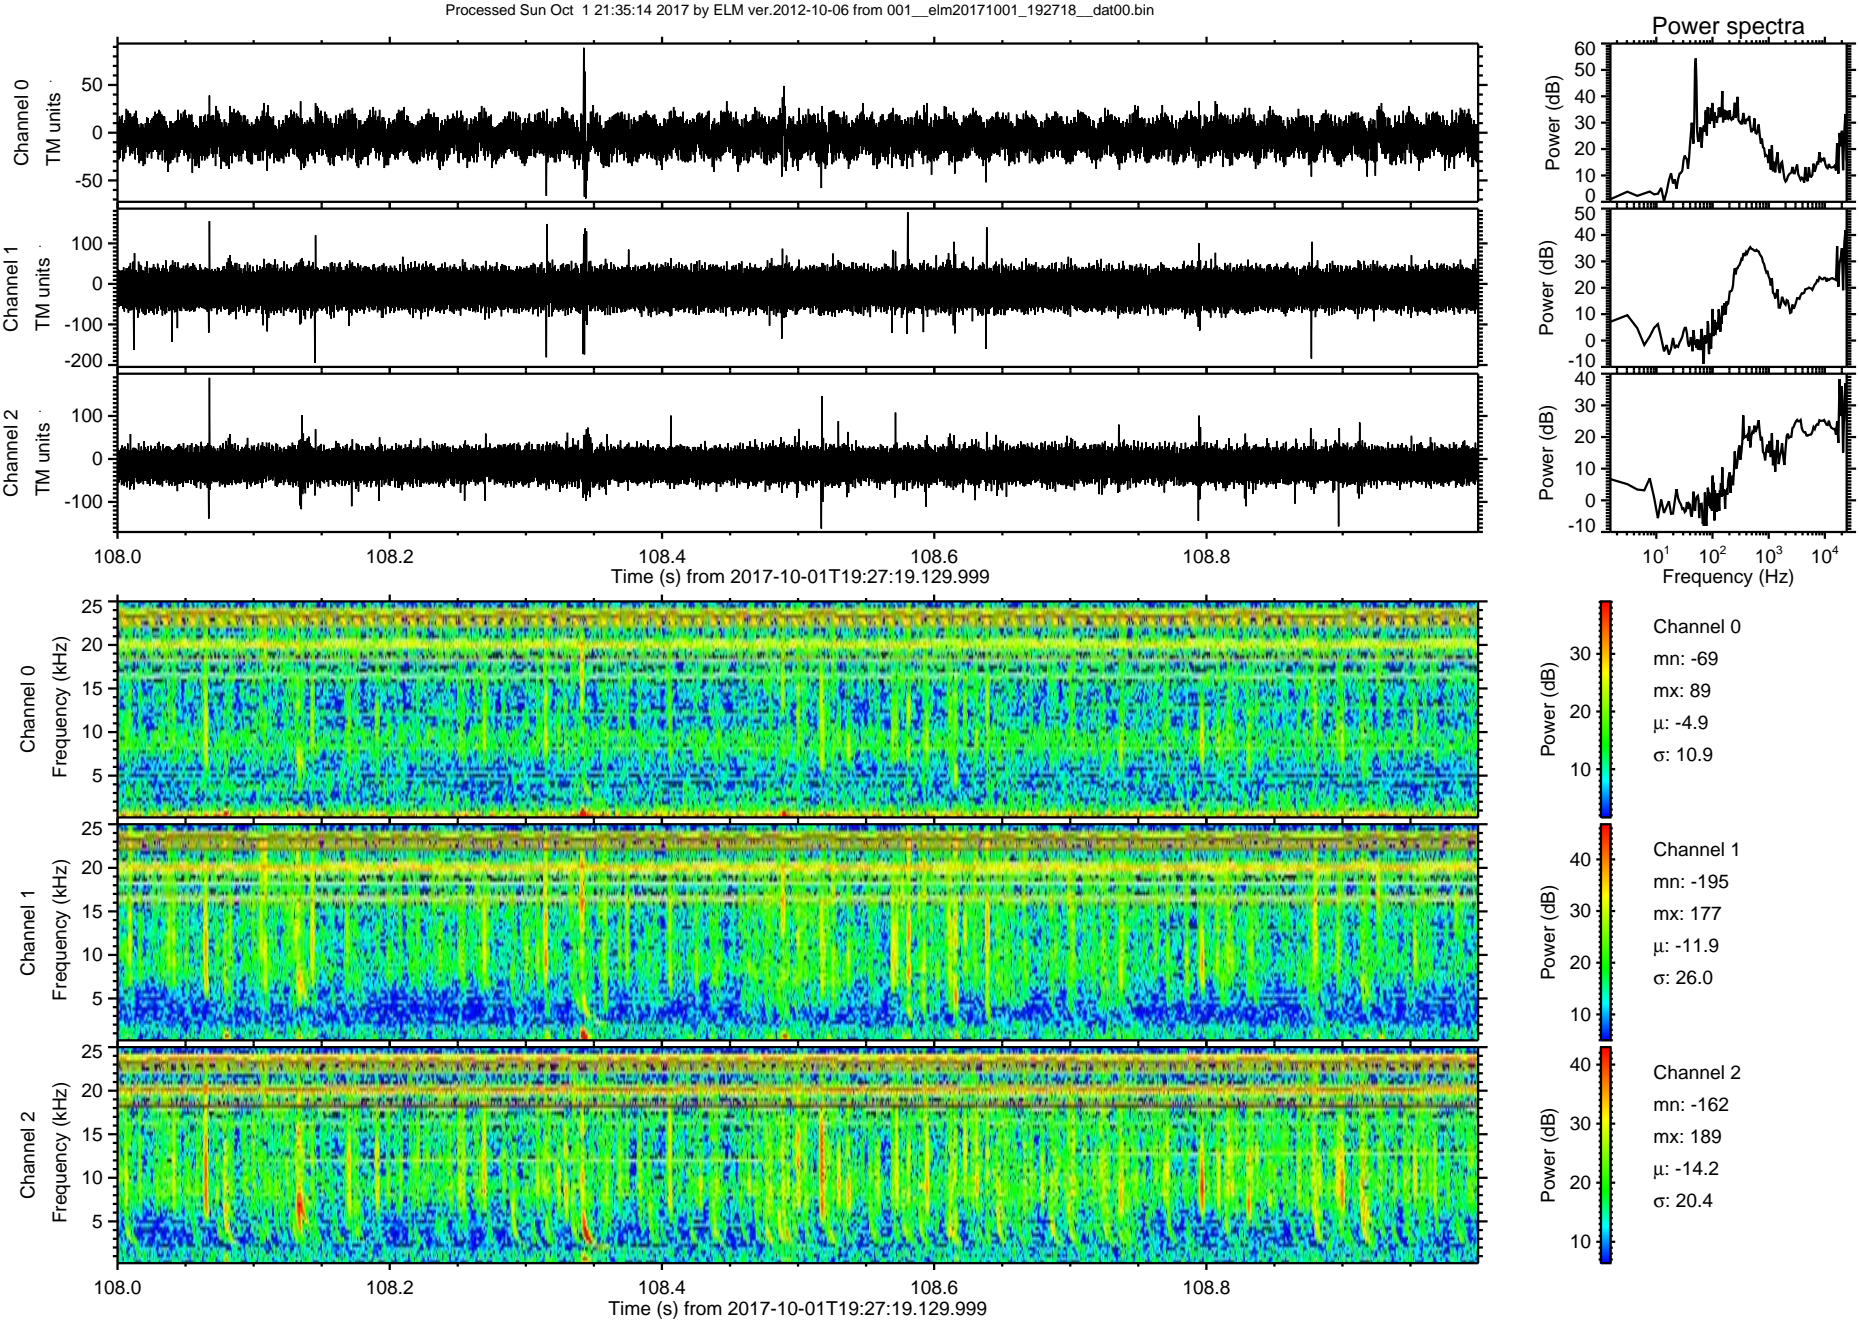 Processed Sun Oct  1 21:35:14 2017 by ELM ver.2012-10-06 from 001__elm20171001_192718__dat00.bin
Power spectra
Channel 0
TM units
50
0
-50
Power (dB)
60
50
40
30
20
10
0
Channel 1
TM units
100
0
-100
-200
Power (dB)
50
40
30
20
10
0
-10
Channel 2
TM units
100
0
-100
Power (dB)
40
30
20
10
0
-10
108.0 108.2 108.4 108.6 108.8
Time (s) from 2017-10-01T19:27:19.129.999
10^1 10^2 10^3 10^4
Frequency (Hz)
Channel 0
Frequency (kHz)
25
20
15
10
5
Power (dB)
30
20
10
Channel 0
mn: -69
mx: 89
μ: -4.9
σ: 10.9
Channel 1
Frequency (kHz)
25
20
15
10
5
Power (dB)
40
30
20
10
Channel 1
mn: -195
mx: 177
μ: -11.9
σ: 26.0
Channel 2
Frequency (kHz)
25
20
15
10
5
Power (dB)
40
30
20
10
Channel 2
mn: -162
mx: 189
μ: -14.2
σ: 20.4
108.0 108.2 108.4 108.6 108.8
Time (s) from 2017-10-01T19:27:19.129.999